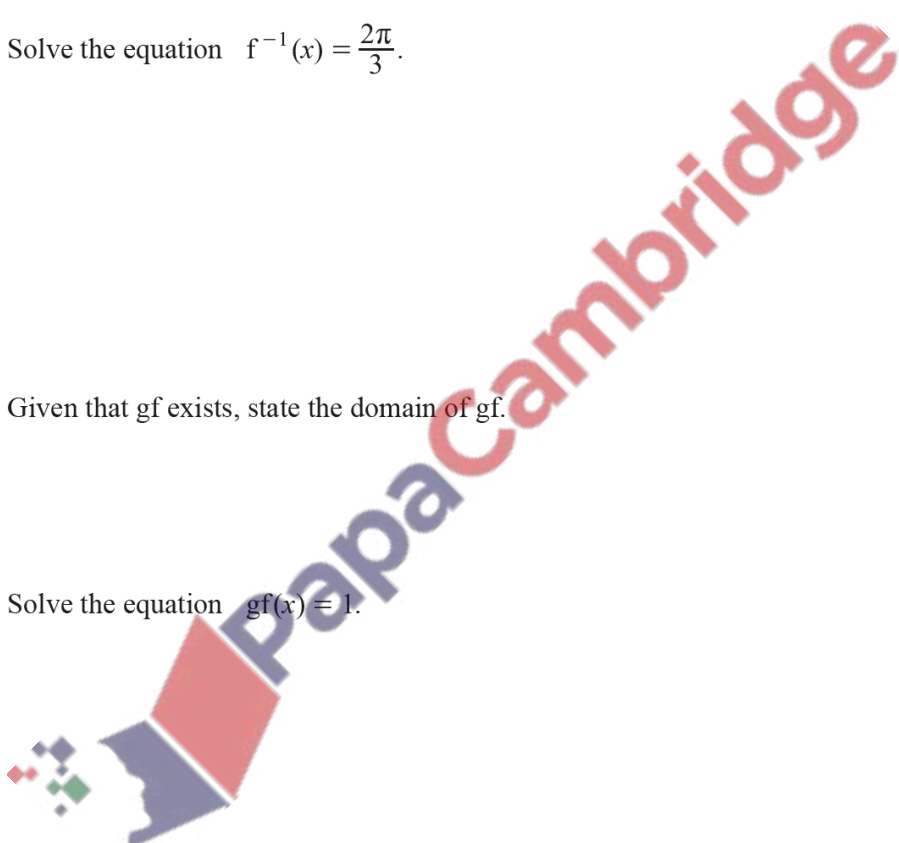 Solve the equation f⁻¹(x) = 2π/3.
Given that gf exists, state the domain of gf.
Solve the equation gf(x) = 1.
PapaCambridge